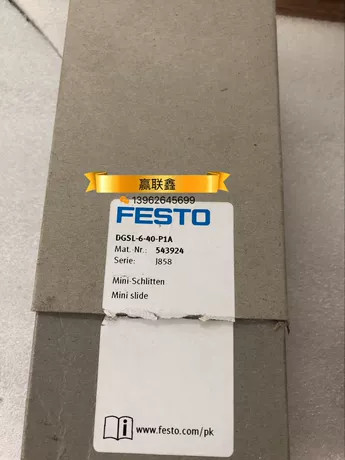 赢联鑫
13962645699
FESTO
DGSL-6-40-P1A
Mat.-Nr.: 543924
Serie: J858
Mini-Schlitten
Mini slide
www.festo.com/pk